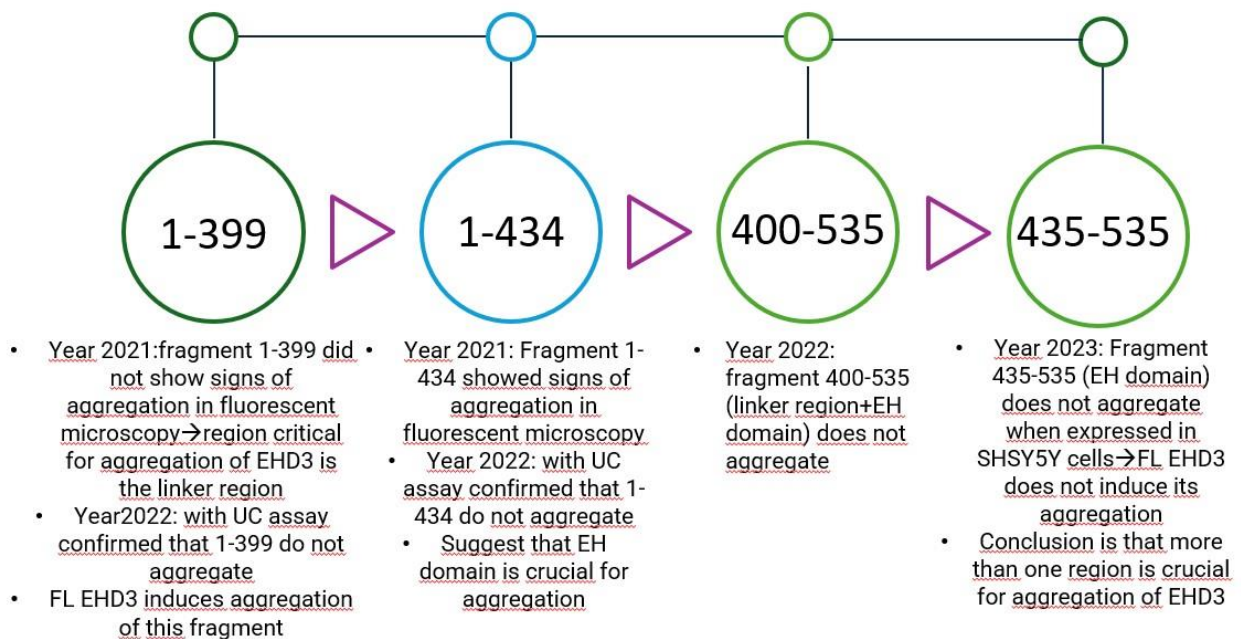 1-399
1-434
400-535
435-535
• Year 2021:fragment 1-399 did
not show signs of
aggregation in fluorescent
microscopy→region critical
for aggregation of EHD3 is
the linker region
• Year2022: with UC assay
confirmed that 1-399 do not
aggregate
• FL EHD3 induces aggregation
of this fragment
• Year 2021: Fragment 1-
434 showed signs of
aggregation in
fluorescent microscopy
• Year 2022: with UC
assay confirmed that 1-
434 do not aggregate
• Suggest that EH
domain is crucial for
aggregation
• Year 2022:
fragment 400-535
(linker region+EH
domain) does not
aggregate
• Year 2023: Fragment
435-535 (EH domain)
does not aggregate
when expressed in
SHSY5Y cells→FL EHD3
does not induce its
aggregation
• Conclusion is that more
than one region is crucial
for aggregation of EHD3